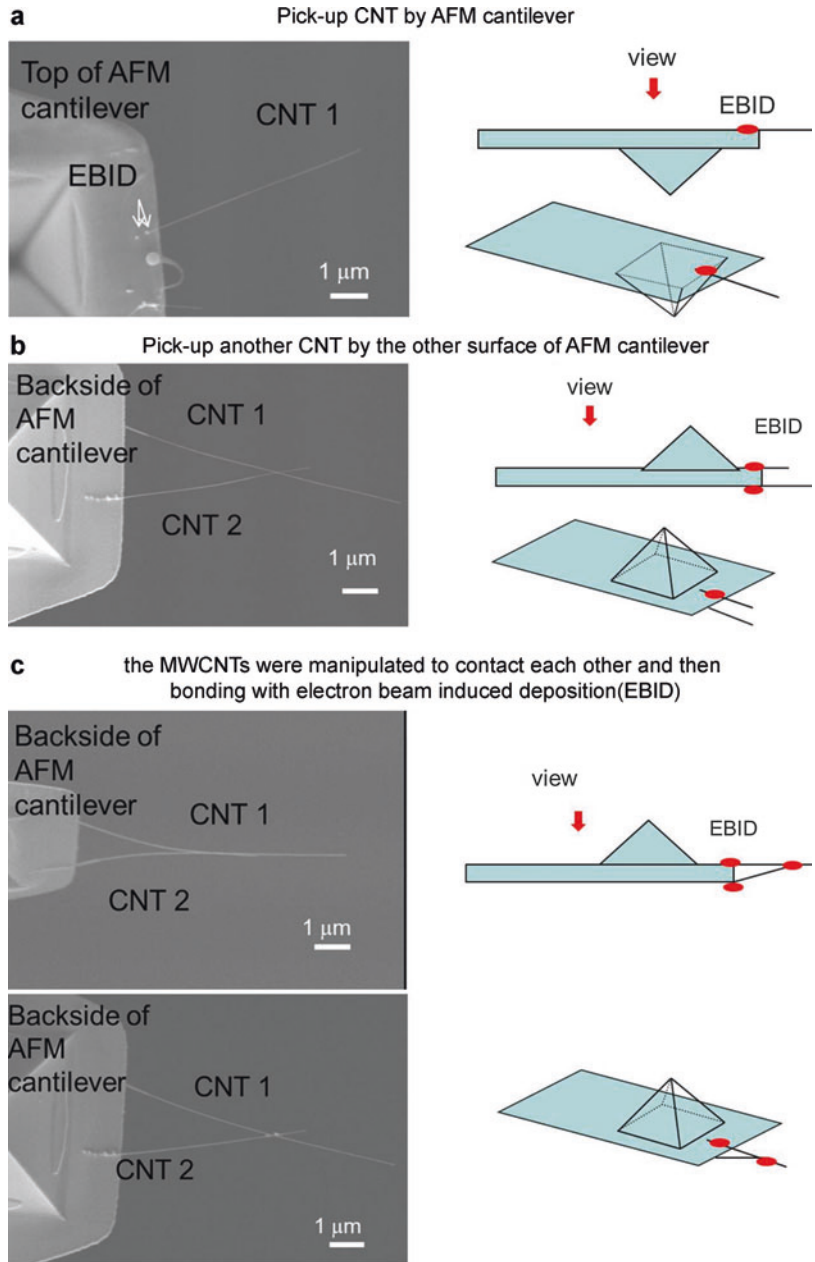 a
Pick-up CNT by AFM cantilever
Top of AFM
cantilever
CNT 1
EBID
1 μm
view
EBID
b
Pick-up another CNT by the other surface of AFM cantilever
Backside of
AFM
cantilever
CNT 1
CNT 2
1 μm
view
EBID
c
the MWCNTs were manipulated to contact each other and then
bonding with electron beam induced deposition(EBID)
Backside of
AFM
cantilever
CNT 1
CNT 2
1 μm
view
EBID
Backside of
AFM
cantilever
CNT 1
CNT 2
1 μm